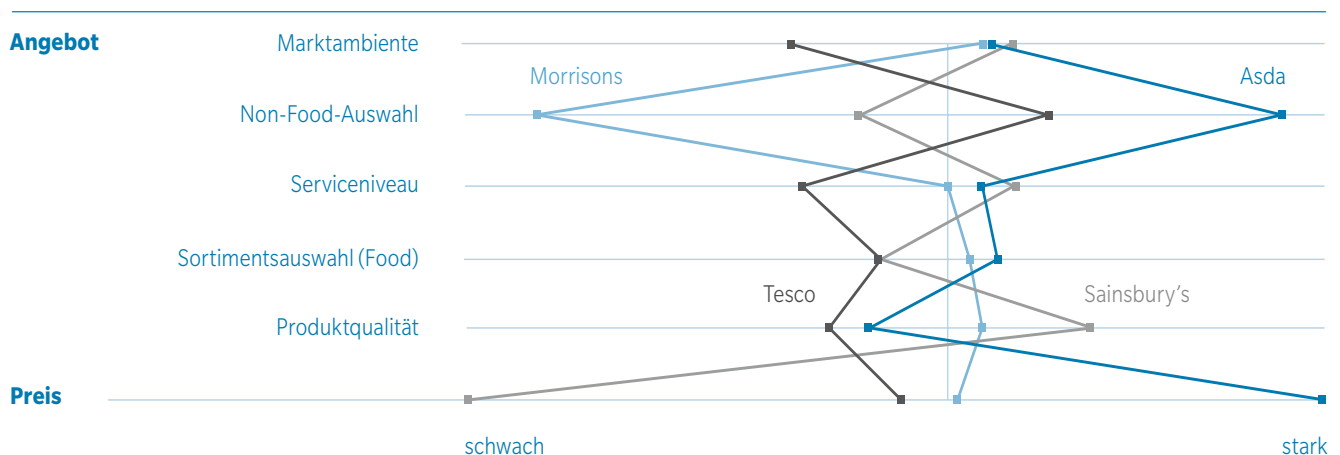 Angebot
Marktambiente
Morrisons
Asda
Non-Food-Auswahl
Serviceniveau
Sortimentsauswahl (Food)
Tesco
Sainsbury's
Produktqualität
Preis
schwach
stark